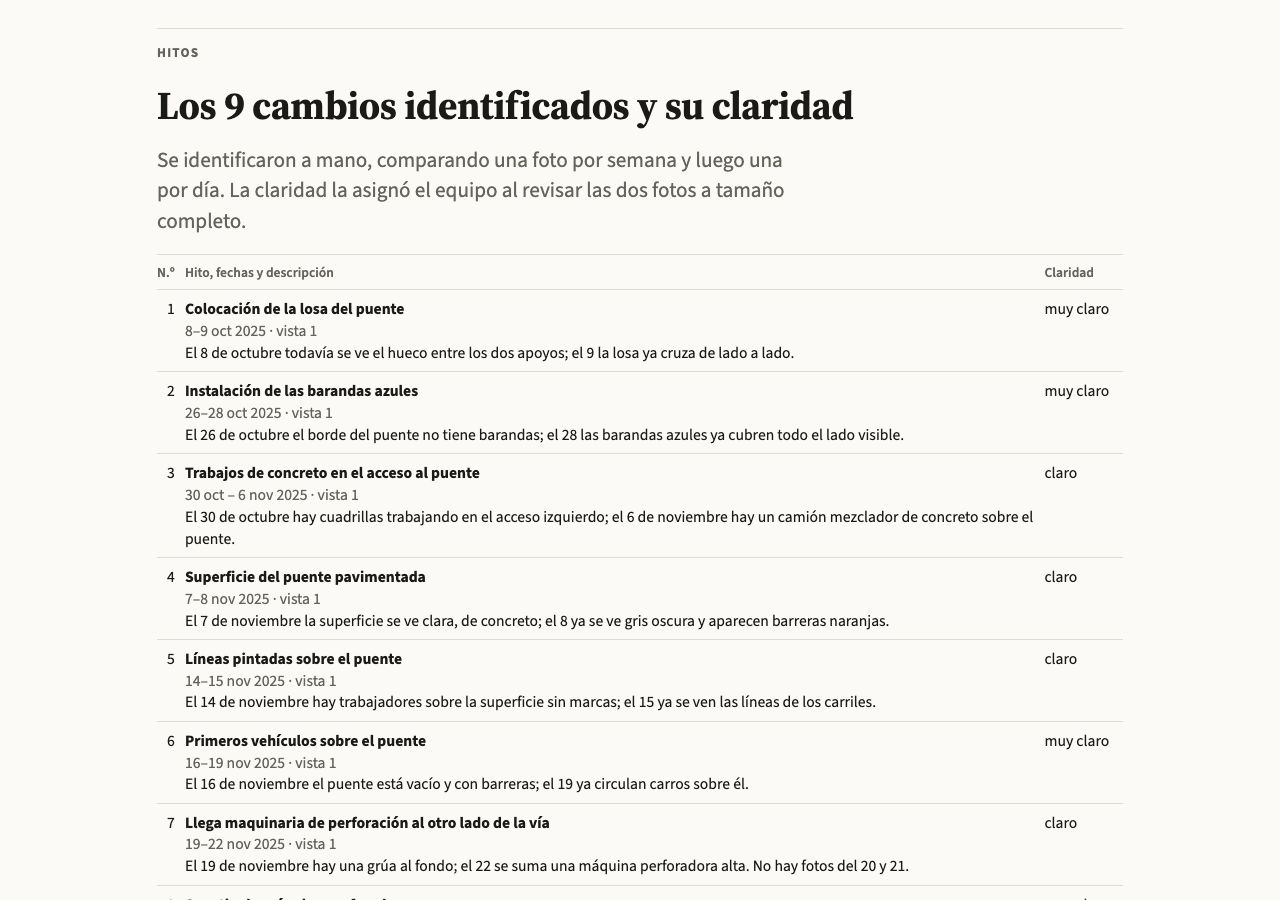 HITOS
Los 9 cambios identificados y su claridad
Se identificaron a mano, comparando una foto por semana y luego una
por día. La claridad la asignó el equipo al revisar las dos fotos a tamaño
completo.
N.º Hito, fechas y descripción Claridad
1 Colocación de la losa del puente muy claro
8–9 oct 2025 · vista 1
El 8 de octubre todavía se ve el hueco entre los dos apoyos; el 9 la losa ya cruza de lado a lado.
2 Instalación de las barandas azules muy claro
26–28 oct 2025 · vista 1
El 26 de octubre el borde del puente no tiene barandas; el 28 las barandas azules ya cubren todo el lado visible.
3 Trabajos de concreto en el acceso al puente claro
30 oct – 6 nov 2025 · vista 1
El 30 de octubre hay cuadrillas trabajando en el acceso izquierdo; el 6 de noviembre hay un camión mezclador de concreto sobre el
puente.
4 Superficie del puente pavimentada claro
7–8 nov 2025 · vista 1
El 7 de noviembre la superficie se ve clara, de concreto; el 8 ya se ve gris oscura y aparecen barreras naranjas.
5 Líneas pintadas sobre el puente claro
14–15 nov 2025 · vista 1
El 14 de noviembre hay trabajadores sobre la superficie sin marcas; el 15 ya se ven las líneas de los carriles.
6 Primeros vehículos sobre el puente muy claro
16–19 nov 2025 · vista 1
El 16 de noviembre el puente está vacío y con barreras; el 19 ya circulan carros sobre él.
7 Llega maquinaria de perforación al otro lado de la vía claro
19–22 nov 2025 · vista 1
El 19 de noviembre hay una grúa al fondo; el 22 se suma una máquina perforadora alta. No hay fotos del 20 y 21.